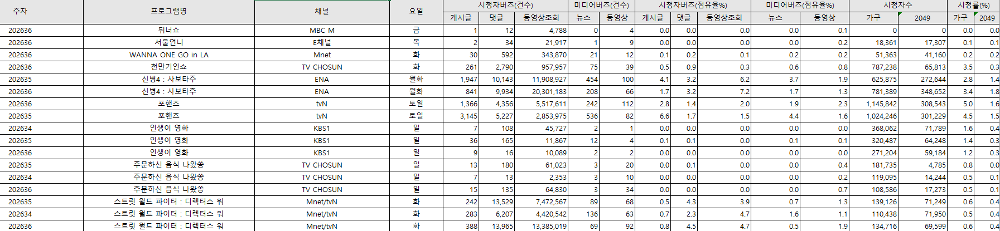 주차 프로그램명 채널 요일 시청자버즈(건수) 미디어버즈(건수) 시청자버즈(점유율%) 미디어버즈(점유율%) 시청자수 시청률(%)
게시글 댓글 동영상조회 뉴스 동영상 게시글 댓글 동영상조회 뉴스 동영상 가구 2049 가구 2049
202636 뒤너쇼 MBC M 금 1 12 4,788 0 4 0.0 0.0 0.0 0.0 0.1 0 0 0.0 0.0
202636 서울언니 E채널 목 2 34 21,917 1 9 0.0 0.0 0.0 0.0 0.2 18,361 17,307 0.1 0.1
202636 WANNA ONE GO in LA Mnet 화 30 592 343,870 21 12 0.1 0.2 0.1 0.2 0.2 51,363 41,160 0.2 0.2
202636 천만기인쇼 TV CHOSUN 화 261 2,790 957,957 75 39 0.5 0.9 0.3 0.6 0.8 787,238 65,813 3.5 0.3
202635 신병4 : 사보타주 ENA 월화 1,947 10,143 11,908,927 454 100 4.1 3.2 6.2 3.7 1.9 625,875 272,644 2.8 1.4
202636 신병4 : 사보타주 ENA 월화 841 9,934 20,301,183 208 66 1.7 3.2 7.2 1.7 1.3 781,389 348,652 3.4 1.8
202636 포핸즈 tvN 토일 1,366 4,356 5,517,611 242 112 2.8 1.4 2.0 1.9 2.3 1,145,842 308,543 5.0 1.6
202635 포핸즈 tvN 토일 3,145 5,227 2,853,975 536 82 6.6 1.7 1.5 4.4 1.6 1,024,246 301,229 4.5 1.5
202634 인생이 영화 KBS1 일 7 108 45,727 2 1 0.0 0.0 0.0 0.0 0.0 368,062 71,789 1.6 0.4
202635 인생이 영화 KBS1 일 36 165 11,867 12 4 0.1 0.1 0.0 0.1 0.1 320,487 64,248 1.4 0.3
202636 인생이 영화 KBS1 일 9 16 10,089 2 2 0.0 0.0 0.0 0.0 0.0 271,204 59,184 1.2 0.3
202635 주문하신 음식 나왔쏭 TV CHOSUN 일 13 180 61,023 3 20 0.0 0.1 0.0 0.0 0.4 181,735 4,785 0.8 0.0
202634 주문하신 음식 나왔쏭 TV CHOSUN 일 7 13 2,353 3 10 0.0 0.0 0.0 0.0 0.2 119,095 14,244 0.5 0.1
202636 주문하신 음식 나왔쏭 TV CHOSUN 일 15 135 64,830 3 34 0.0 0.0 0.0 0.0 0.7 108,586 17,273 0.5 0.1
202635 스트릿 월드 파이터 : 디렉터스 워 Mnet/tvN 화 242 13,529 7,472,567 89 68 0.5 4.3 3.9 0.7 1.3 139,126 71,249 0.6 0.4
202634 스트릿 월드 파이터 : 디렉터스 워 Mnet/tvN 화 283 6,207 4,420,542 136 63 0.7 2.3 4.7 1.6 1.1 110,438 71,950 0.5 0.4
202636 스트릿 월드 파이터 : 디렉터스 워 Mnet/tvN 화 388 13,965 13,385,019 69 92 0.8 4.5 4.7 0.5 1.9 134,716 69,599 0.6 0.4